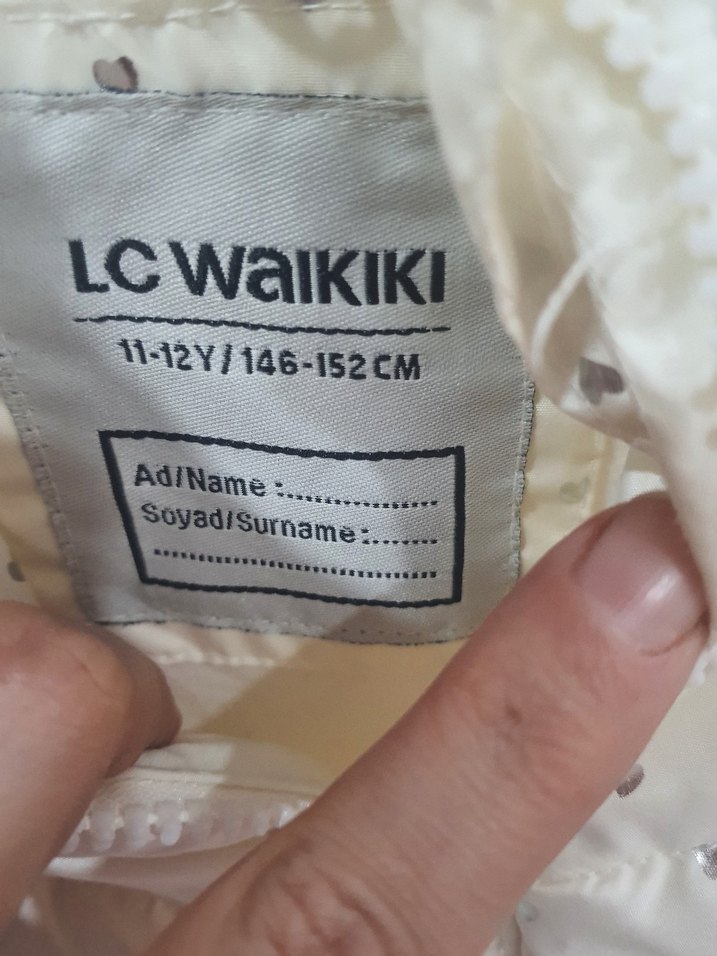 LC WAIKIKI
11-12Y / 146-152 CM
Ad/Name :................
Soyad/Surname :.......
..............................